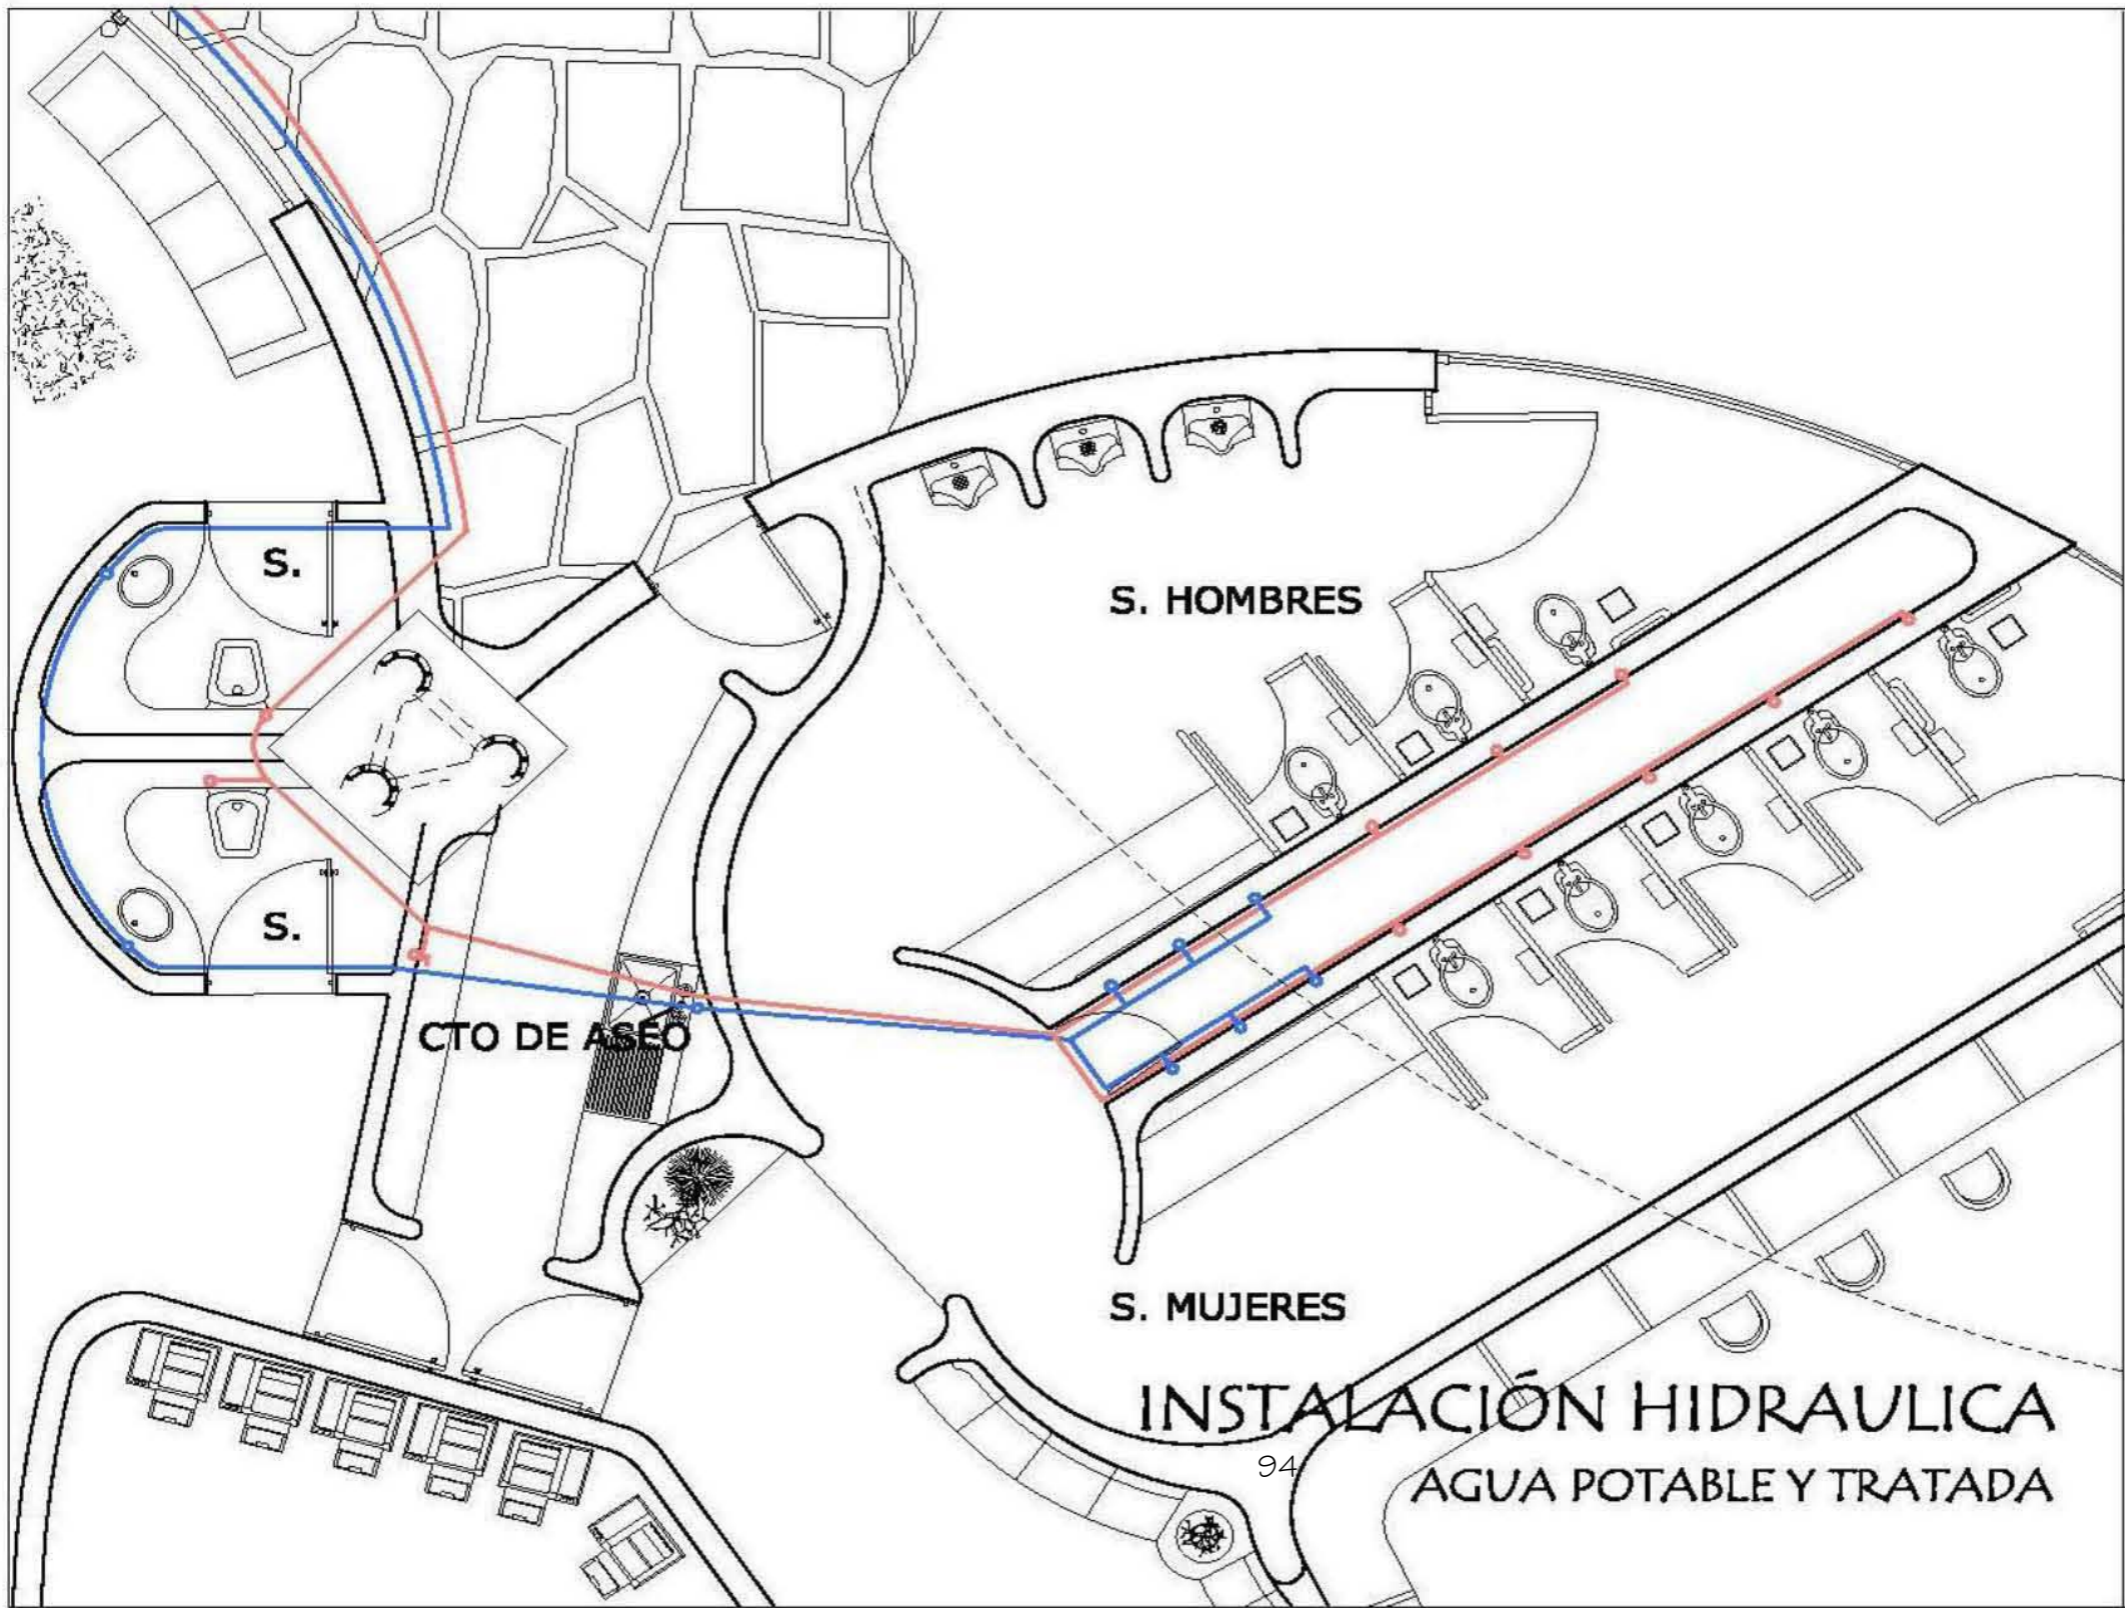 S.
S. HOMBRES
S.
CTO DE ASEO
S. MUJERES
INSTALACIÓN HIDRAULICA
94
AGUA POTABLE Y TRATADA